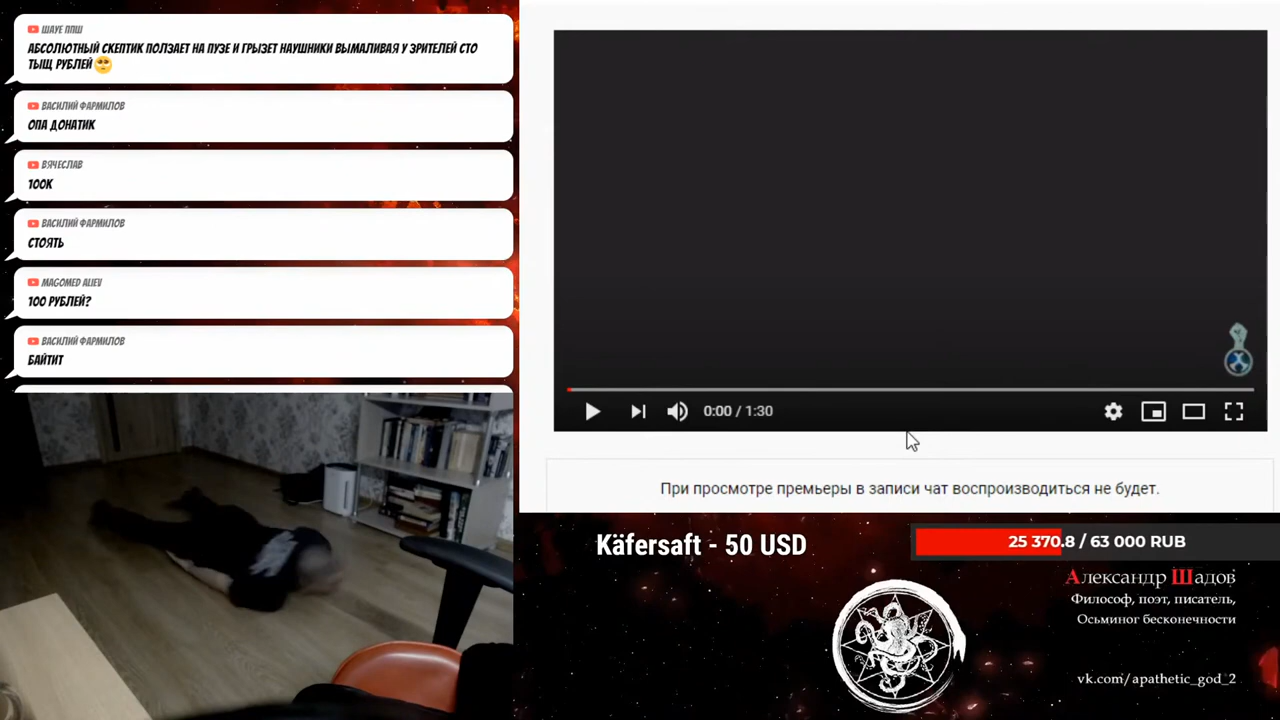 ШАУЕ ППШ
АБСОЛЮТНЫЙ СКЕПТИК ПОЛЗАЕТ НА ПУЗЕ И ГРЫЗЕТ НАУШНИКИ ВЫМАЛИВАЯ У ЗРИТЕЛЕЙ СТО
ТЫЩ РУБЛЕЙ🥺
ВАСИЛИЙ ФАРМИЛОВ
ОПА ДОНАТИК
ВЯЧЕСЛАВ
100К
ВАСИЛИЙ ФАРМИЛОВ
СТОЯТЬ
MAGOMED ALIEV
100 РУБЛЕЙ?
ВАСИЛИЙ ФАРМИЛОВ
БАЙТИТ
0:00 / 1:30
При просмотре премьеры в записи чат воспроизводиться не будет.
Käfersaft - 50 USD
25 370.8 / 63 000 RUB
Александр Шадов
Философ, поэт, писатель,
Осьминог бесконечности
vk.com/apathetic_god_2